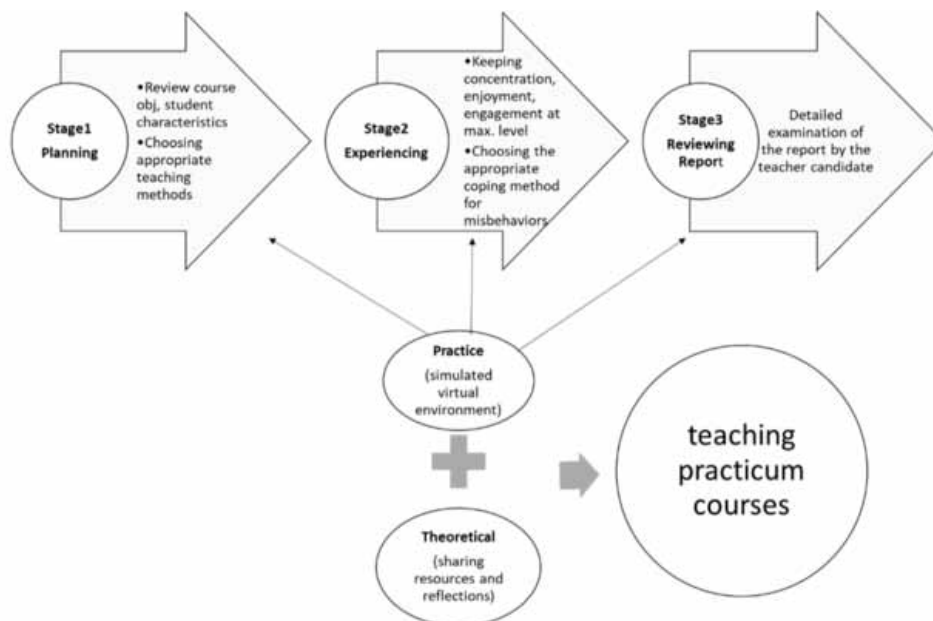 Stage1
Planning
•Review course
obj, student
characteristics
•Choosing
appropriate
teaching
methods
Stage2
Experiencing
•Keeping
concentration,
enjoyment,
engagement at
max. level
•Choosing the
appropriate
coping method
for
misbehaviors
Stage3
Reviewing
Report
Detailed
examination of
the report by the
teacher candidate
Practice
(simulated
virtual
environment)
Theoretical
(sharing
resources and
reflections)
teaching
practicum
courses